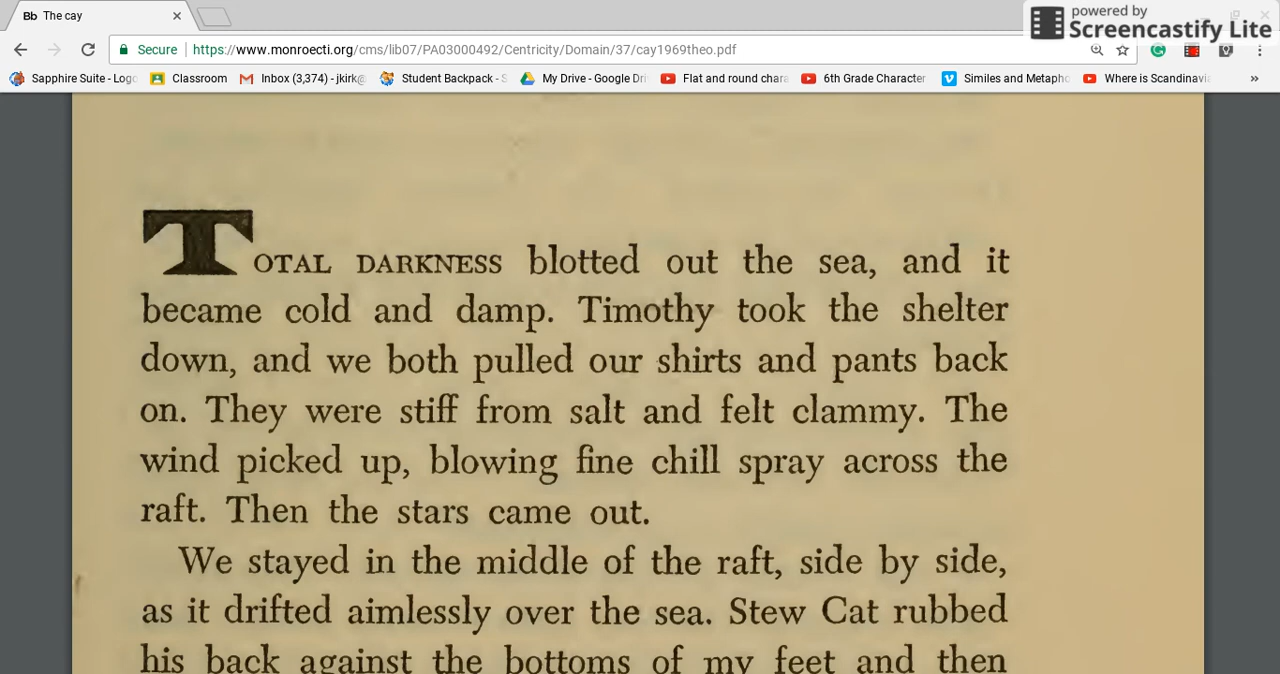 Bb The cay
powered by
Screencastify Lite
Secure https://www.monroecti.org/cms/lib07/PA03000492/Centricity/Domain/37/cay1969theo.pdf
Sapphire Suite - Logo Classroom Inbox (3,374) - jkirk@ Student Backpack - S My Drive - Google Dri Flat and round chara 6th Grade Character Similes and Metapho Where is Scandinavi »
TOTAL DARKNESS blotted out the sea, and it
became cold and damp. Timothy took the shelter
down, and we both pulled our shirts and pants back
on. They were stiff from salt and felt clammy. The
wind picked up, blowing fine chill spray across the
raft. Then the stars came out.
We stayed in the middle of the raft, side by side,
as it drifted aimlessly over the sea. Stew Cat rubbed
his back against the bottoms of my feet and then